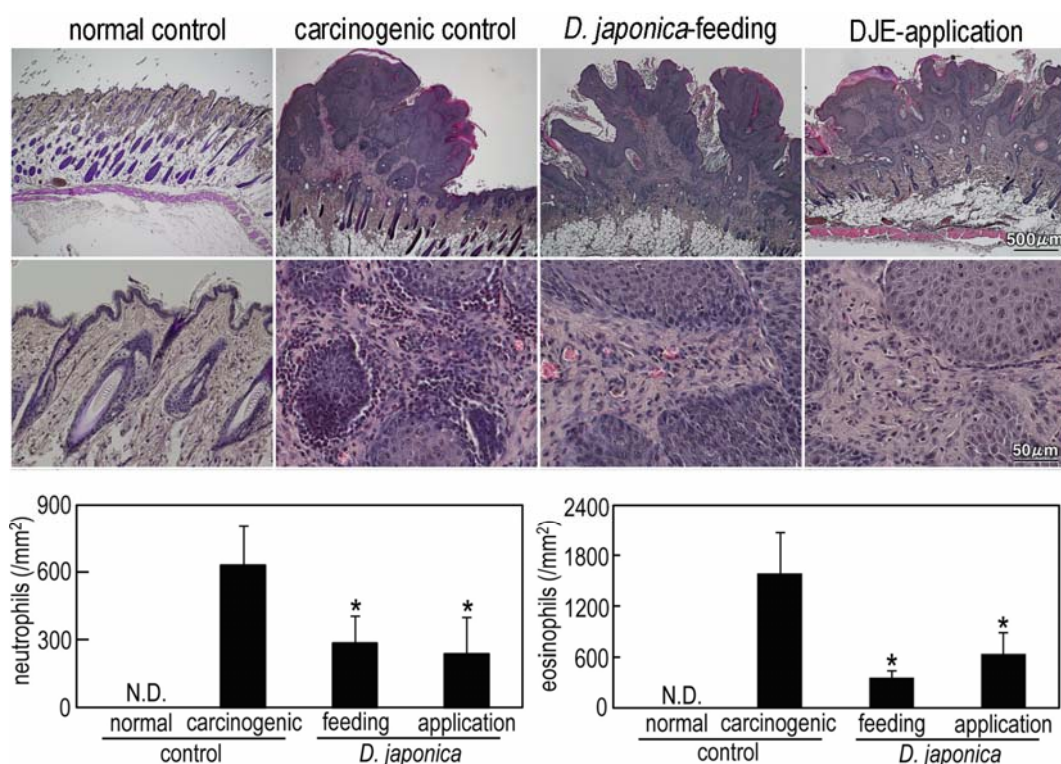 normal control carcinogenic control D. japonica-feeding DJE-application
500μm
50μm
neutrophils (/mm²)
900
600
300
0
N.D.
*
*
normal carcinogenic feeding application
control D. japonica
eosinophils (/mm²)
2400
1800
1200
600
0
N.D.
*
*
normal carcinogenic feeding application
control D. japonica